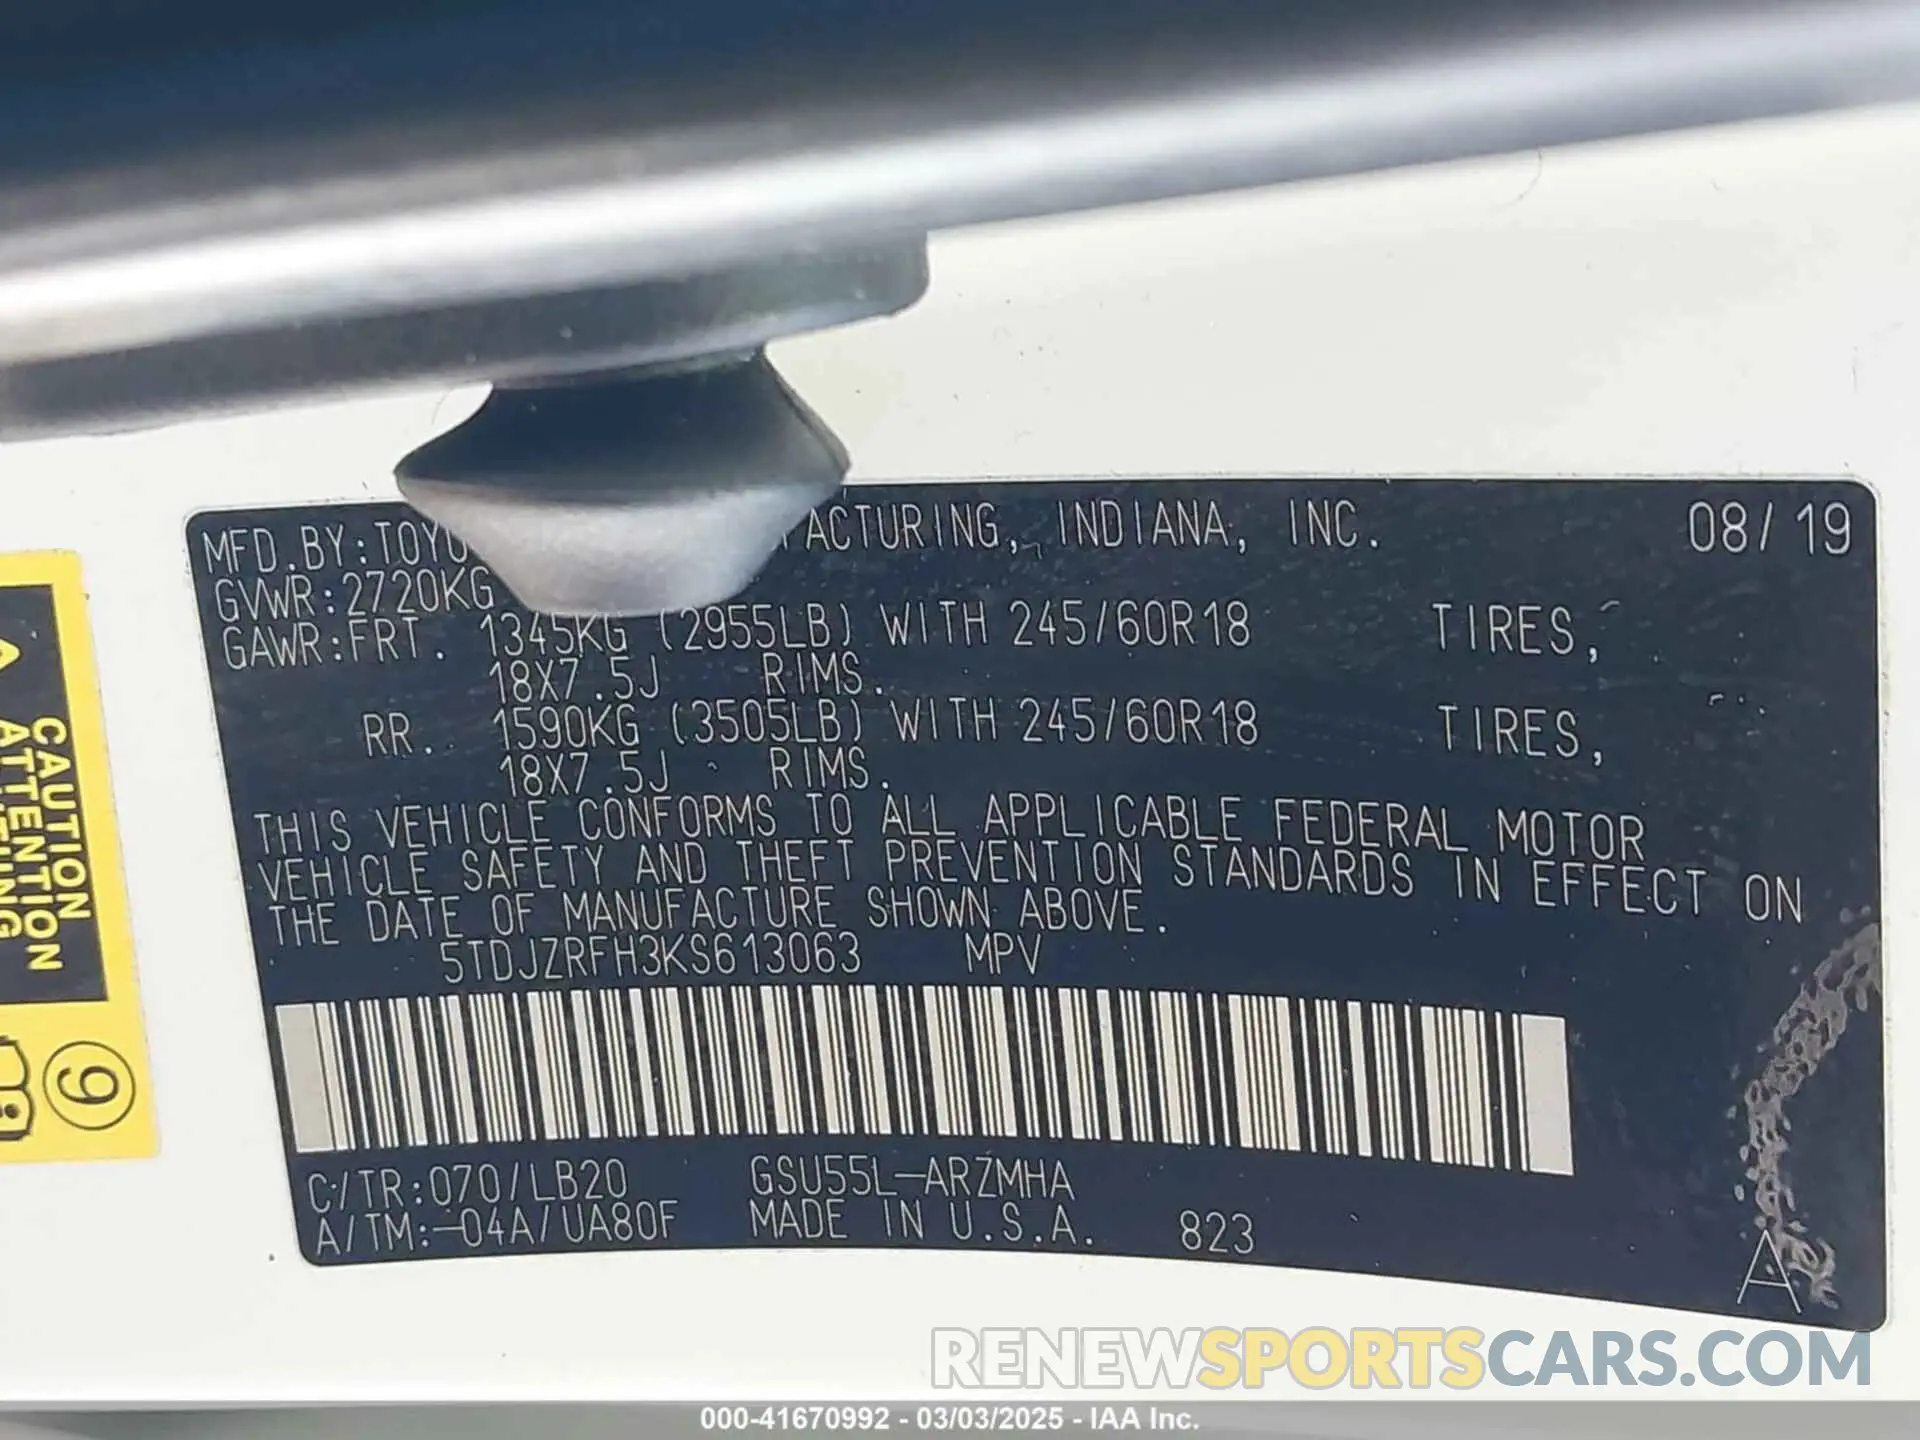 MFD.BY:TOYO ACTURING, INDIANA, INC. 08/19
GVWR:2720KG
GAWR:FRT. 1345KG (2955LB) WITH 245/60R18 TIRES,
18X7.5J RIMS.
RR. 1590KG (3505LB) WITH 245/60R18 TIRES,
18X7.5J RIMS.
THIS VEHICLE CONFORMS TO ALL APPLICABLE FEDERAL MOTOR
VEHICLE SAFETY AND THEFT PREVENTION STANDARDS IN EFFECT ON
THE DATE OF MANUFACTURE SHOWN ABOVE.
5TDJZRFH3KS613063 MPV
C/TR:070/LB20 GSU55L-ARZMHA
A/TM:-04A/UA80F MADE IN U.S.A. 823
A
CAUTION
ATTENTION
9
RENEWSPORTSCARS.COM
000-41670992 - 03/03/2025 - IAA Inc.